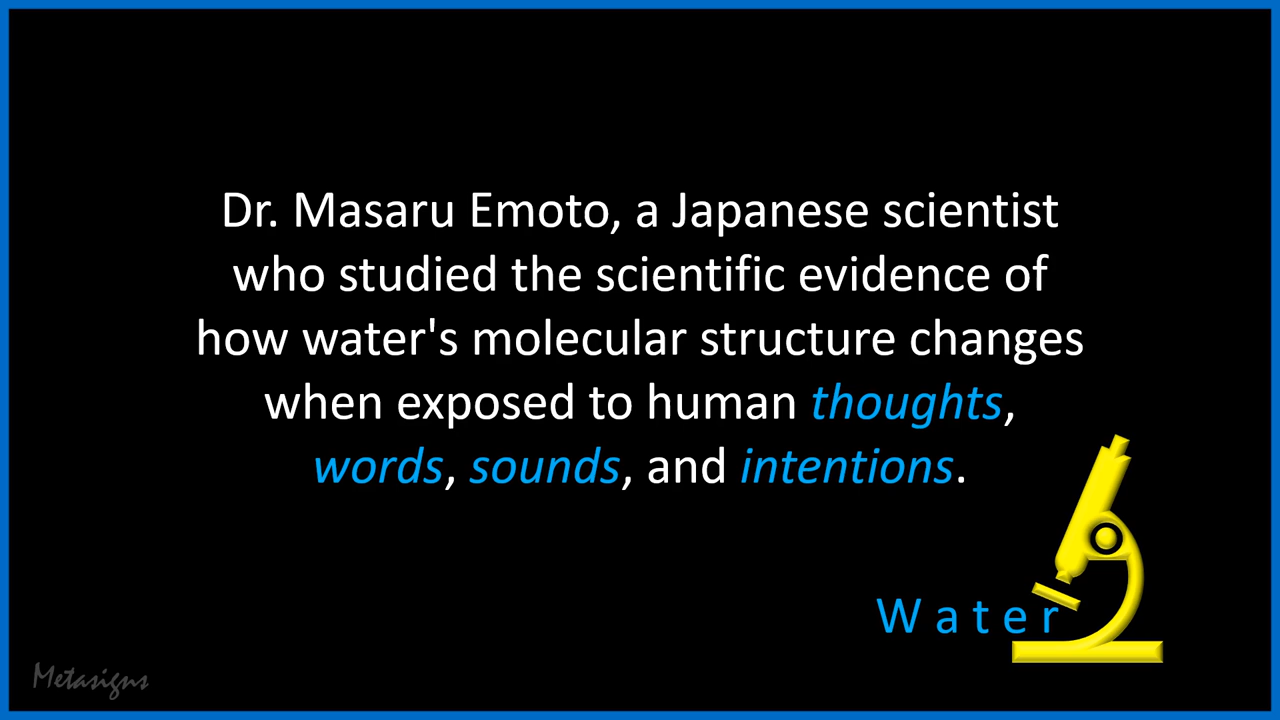 Dr. Masaru Emoto, a Japanese scientist
who studied the scientific evidence of
how water's molecular structure changes
when exposed to human thoughts,
words, sounds, and intentions.
Water
Metasigns